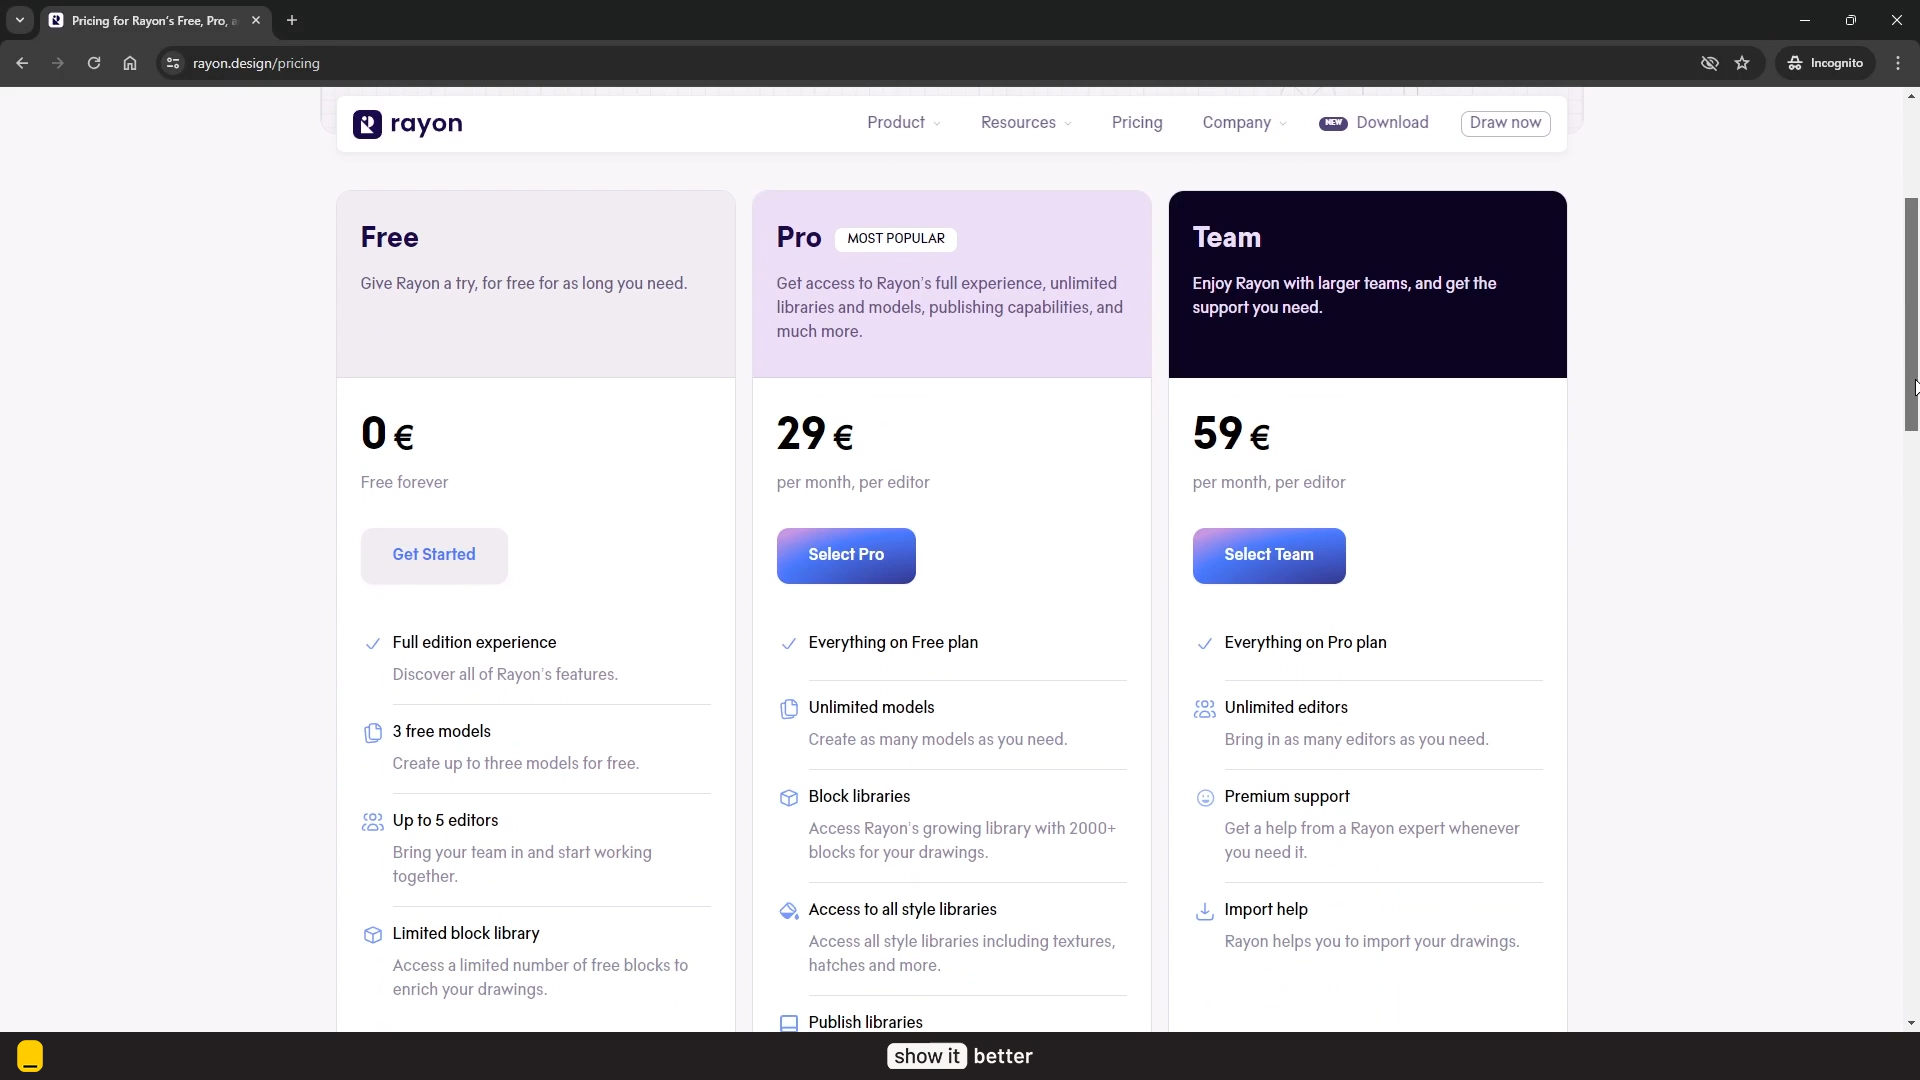 Pricing for Rayon's Free, Pro, a
rayon.design/pricing
Incognito
rayon
Product
Resources
Pricing
Company
NEW Download
Draw now
Free
Give Rayon a try, for free for as long you need.
0 €
Free forever
Get Started
Full edition experience
Discover all of Rayon's features.
3 free models
Create up to three models for free.
Up to 5 editors
Bring your team in and start working
together.
Limited block library
Access a limited number of free blocks to
enrich your drawings.
Pro MOST POPULAR
Get access to Rayon's full experience, unlimited
libraries and models, publishing capabilities, and
much more.
29 €
per month, per editor
Select Pro
Everything on Free plan
Unlimited models
Create as many models as you need.
Block libraries
Access Rayon's growing library with 2000+
blocks for your drawings.
Access to all style libraries
Access all style libraries including textures,
hatches and more.
Publish libraries
Team
Enjoy Rayon with larger teams, and get the
support you need.
59 €
per month, per editor
Select Team
Everything on Pro plan
Unlimited editors
Bring in as many editors as you need.
Premium support
Get a help from a Rayon expert whenever
you need it.
Import help
Rayon helps you to import your drawings.
show it better